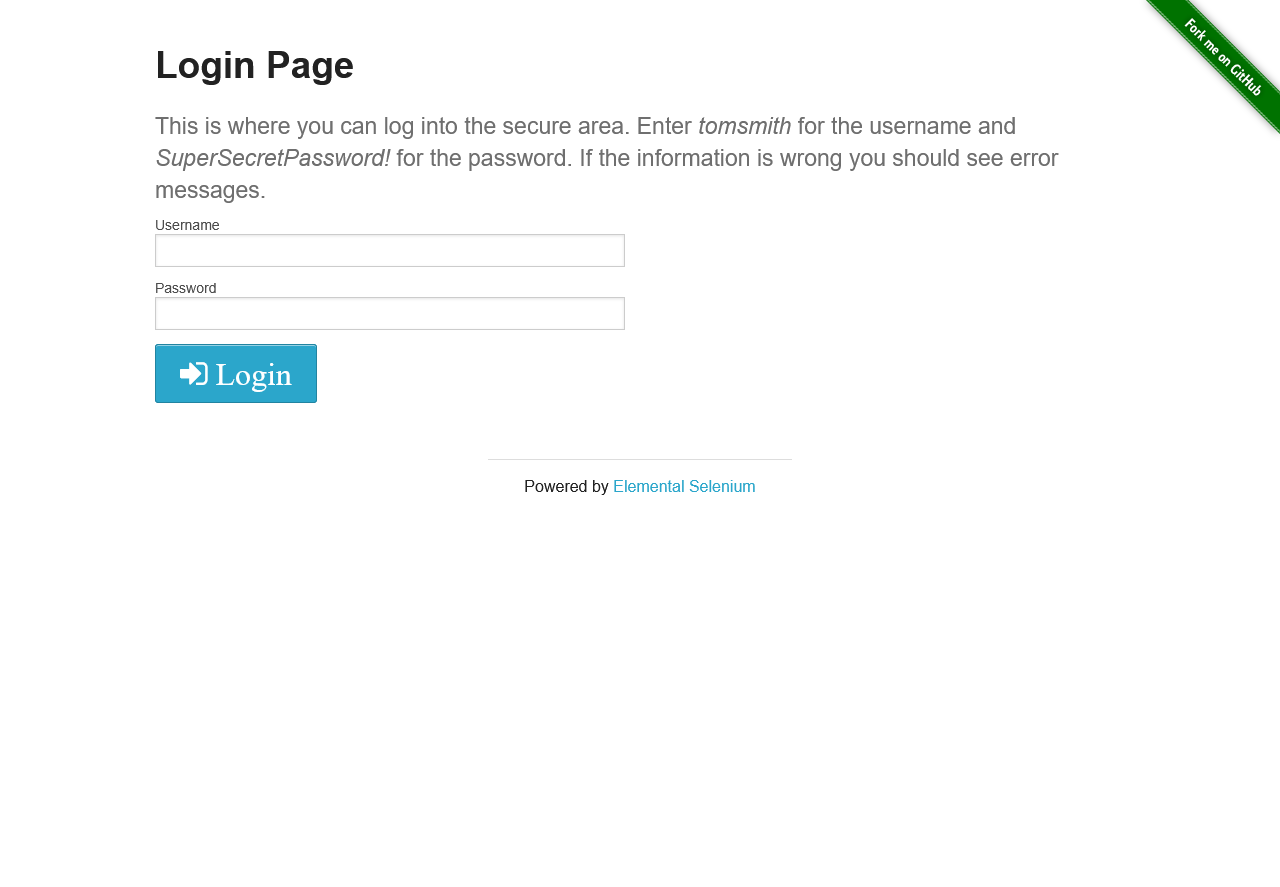 Fork me on GitHub
Login Page
This is where you can log into the secure area. Enter tomsmith for the username and
SuperSecretPassword! for the password. If the information is wrong you should see error
messages.
Username
Password
Login
Powered by Elemental Selenium